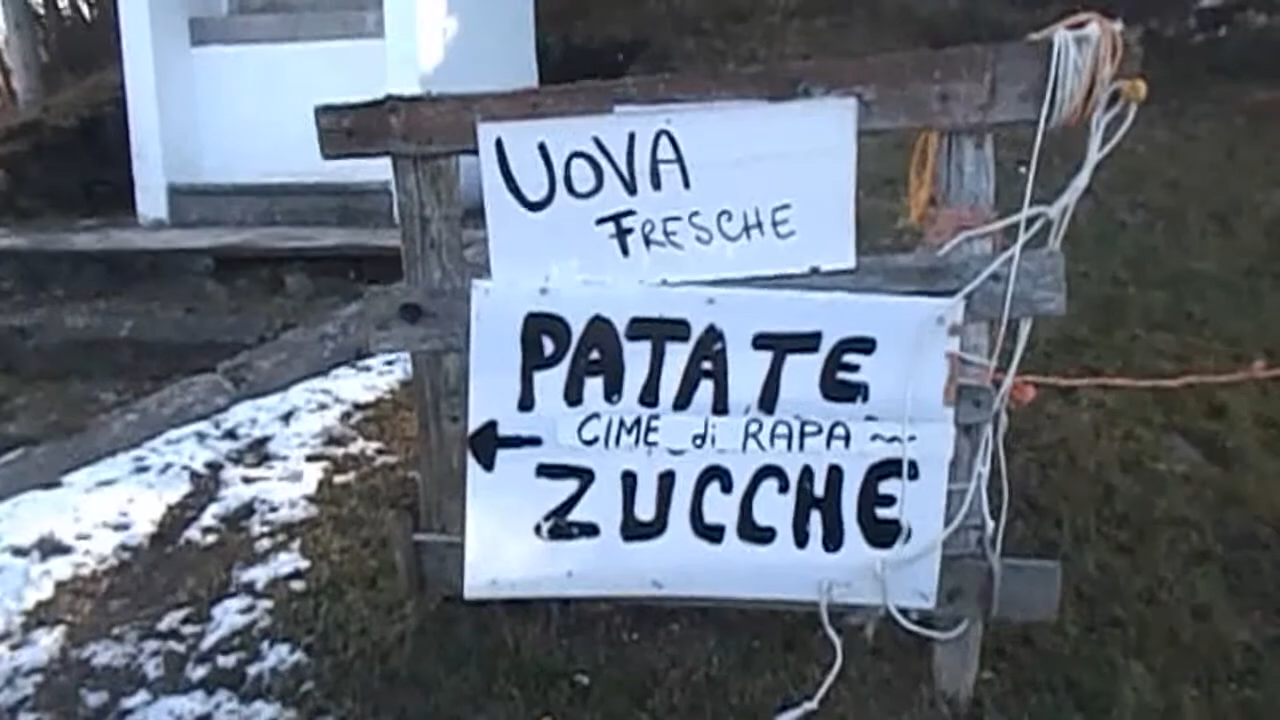 UOVA
FRESCHE
PATATE
CIME di RAPA ~~
ZUCCHE